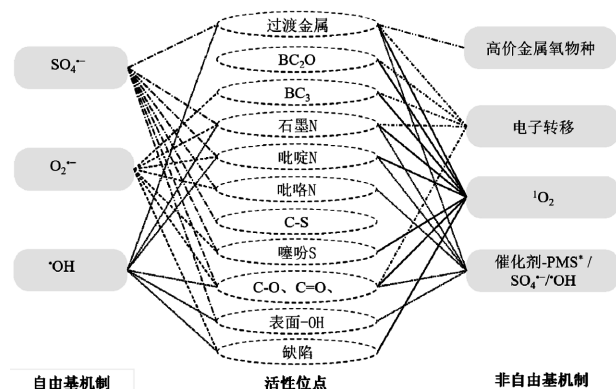 SO₄•⁻
O₂•⁻
•OH
自由基机制
过渡金属
BC₂O
BC₃
石墨N
吡啶N
吡咯N
C-S
噻吩S
C-O、C=O、
表面-OH
缺陷
活性位点
高价金属氧物种
电子转移
¹O₂
催化剂-PMS*/
SO₄•⁻/•OH
非自由基机制